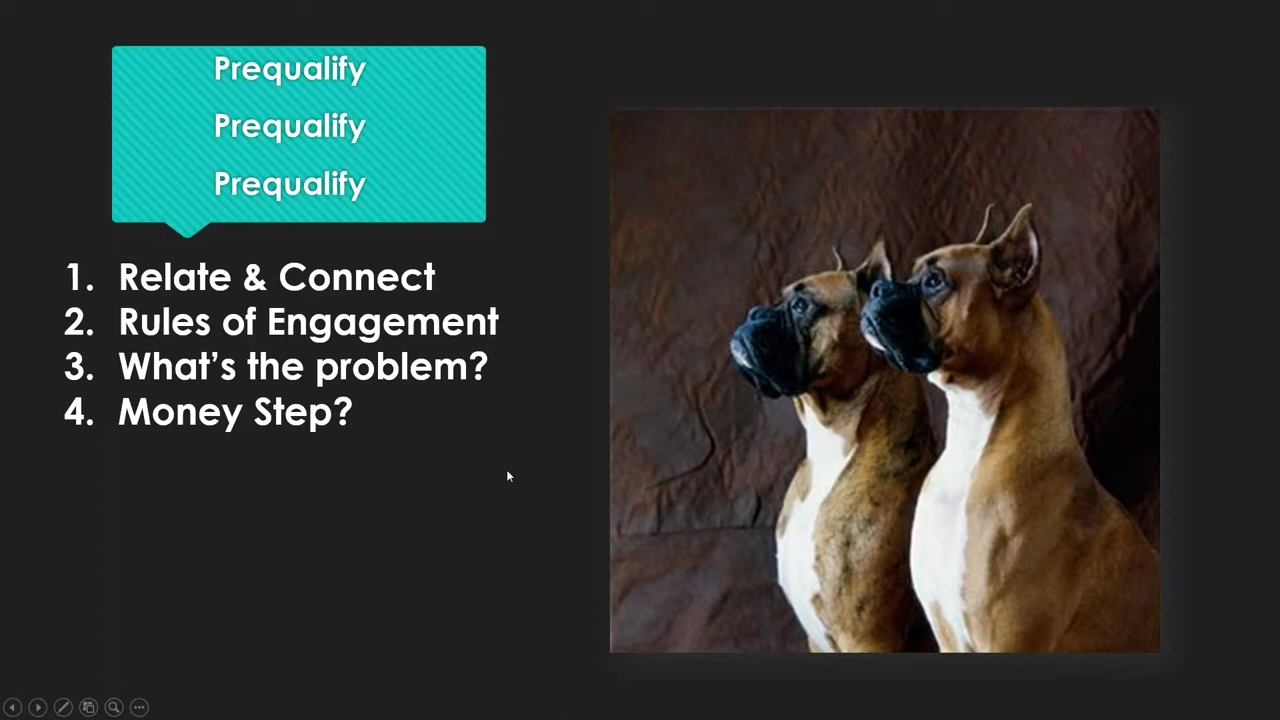 Prequalify
Prequalify
Prequalify
1. Relate & Connect
2. Rules of Engagement
3. What’s the problem?
4. Money Step?